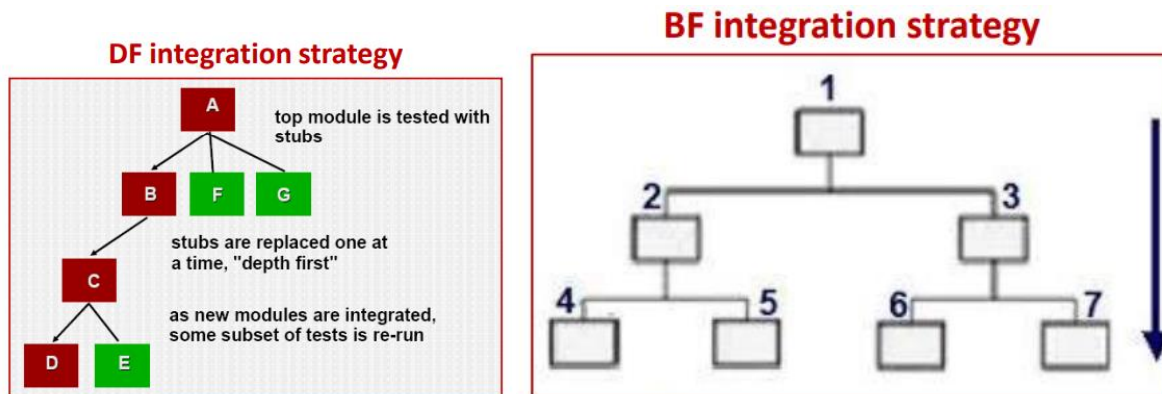 DF integration strategy
A
top module is tested with
stubs
B
F
G
stubs are replaced one at
a time, "depth first"
C
as new modules are integrated,
some subset of tests is re-run
D
E
BF integration strategy
1
2
3
4
5
6
7